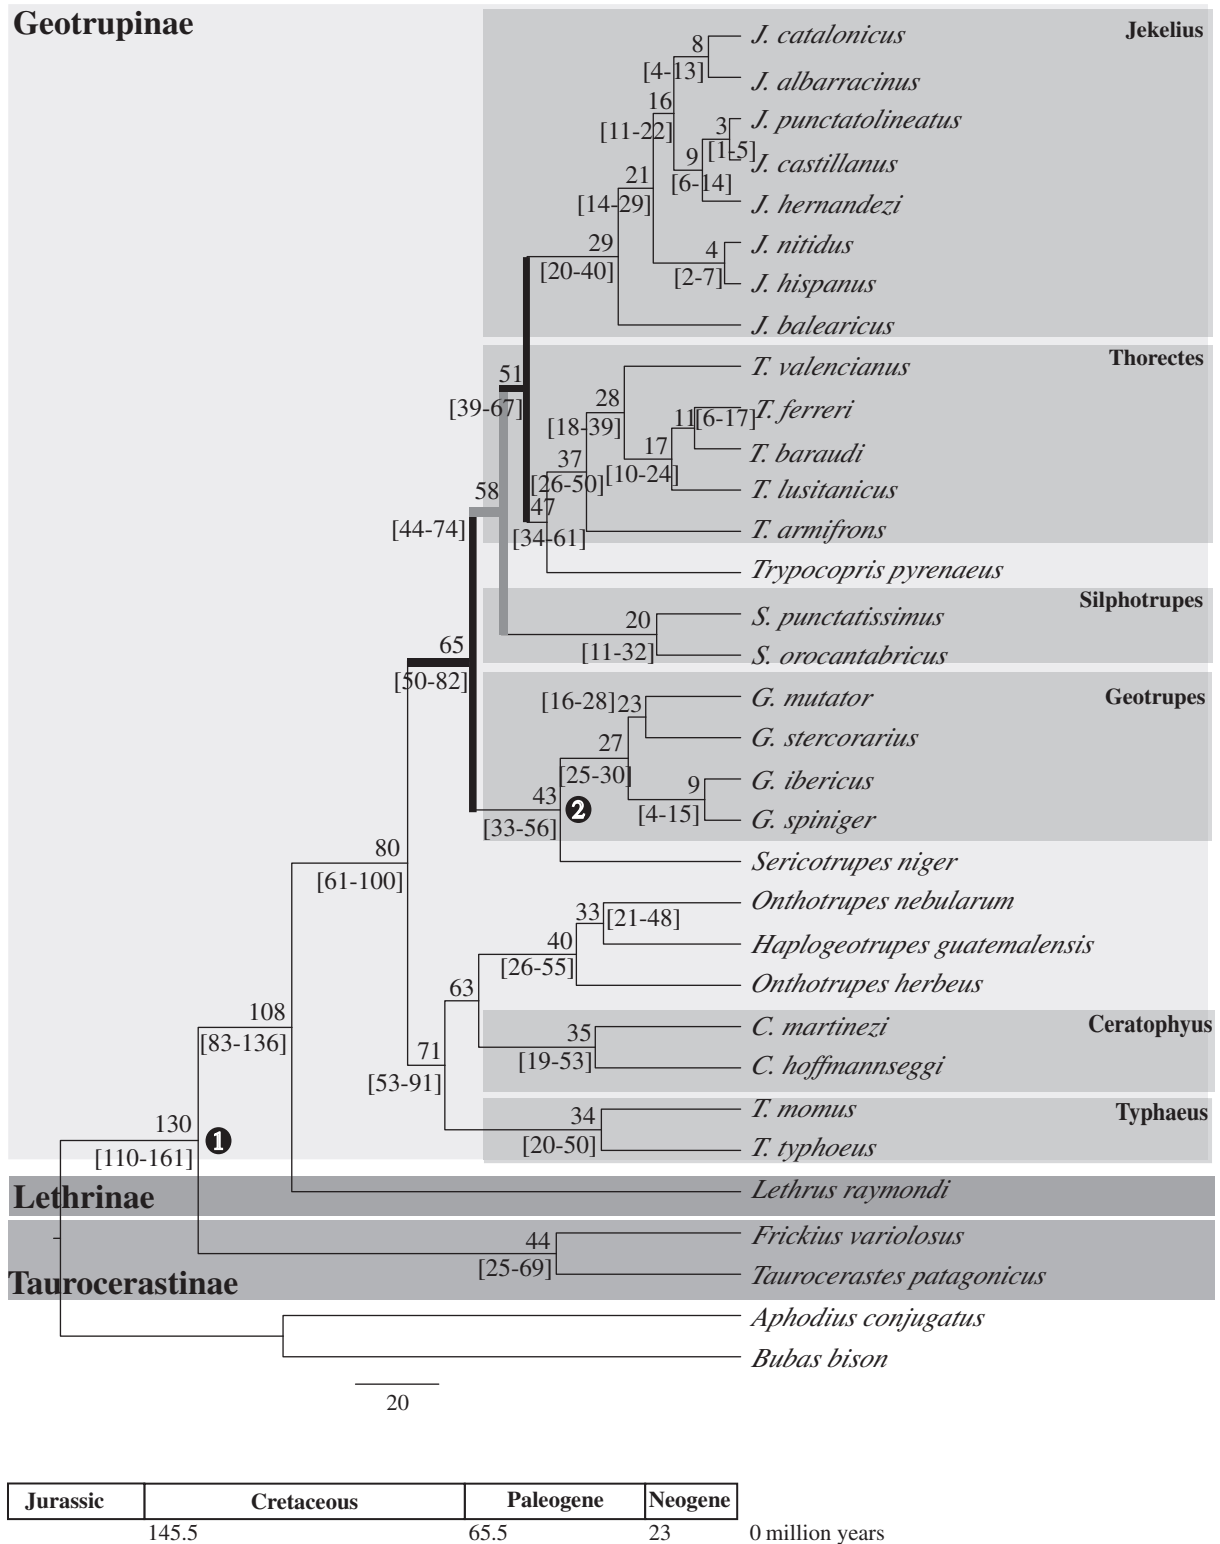 Geotrupinae
Jekelius
J. catalonicus
8
[4-13]
J. albarracinus
16
[11-22]
J. punctatolineatus
3
[1-5]
J. castillanus
9
[6-14]
J. hernandezi
21
[14-29]
J. nitidus
4
[2-7]
J. hispanus
29
[20-40]
J. balearicus
Thorectes
T. valencianus
51
[39-67]
28
[18-39]
T. ferreri
11
[6-17]
T. baraudi
17
[10-24]
37
[26-50]
T. lusitanicus
58
[44-74]
47
[34-61]
T. armifrons
Trypocopris pyrenaeus
Silphotrupes
S. punctatissimus
20
[11-32]
S. orocantabricus
65
[50-82]
Geotrupes
G. mutator
[16-28]
23
G. stercorarius
27
[25-30]
G. ibericus
9
[4-15]
G. spiniger
43
[33-56]
2
Sericotrupes niger
80
[61-100]
Onthotrupes nebularum
33
[21-48]
Haplogeotrupes guatemalensis
40
[26-55]
Onthotrupes herbeus
63
Ceratophyus
C. martinezi
35
[19-53]
C. hoffmannseggi
108
[83-136]
71
[53-91]
Typhaeus
T. momus
34
[20-50]
T. typhoeus
130
[110-161]
1
Lethrinae
Lethrus raymondi
Frickius variolosus
44
[25-69]
Taurocerastinae
Taurocerastes patagonicus
Aphodius conjugatus
Bubas bison
20
Jurassic Cretaceous Paleogene Neogene
145.5 65.5 23 0 million years